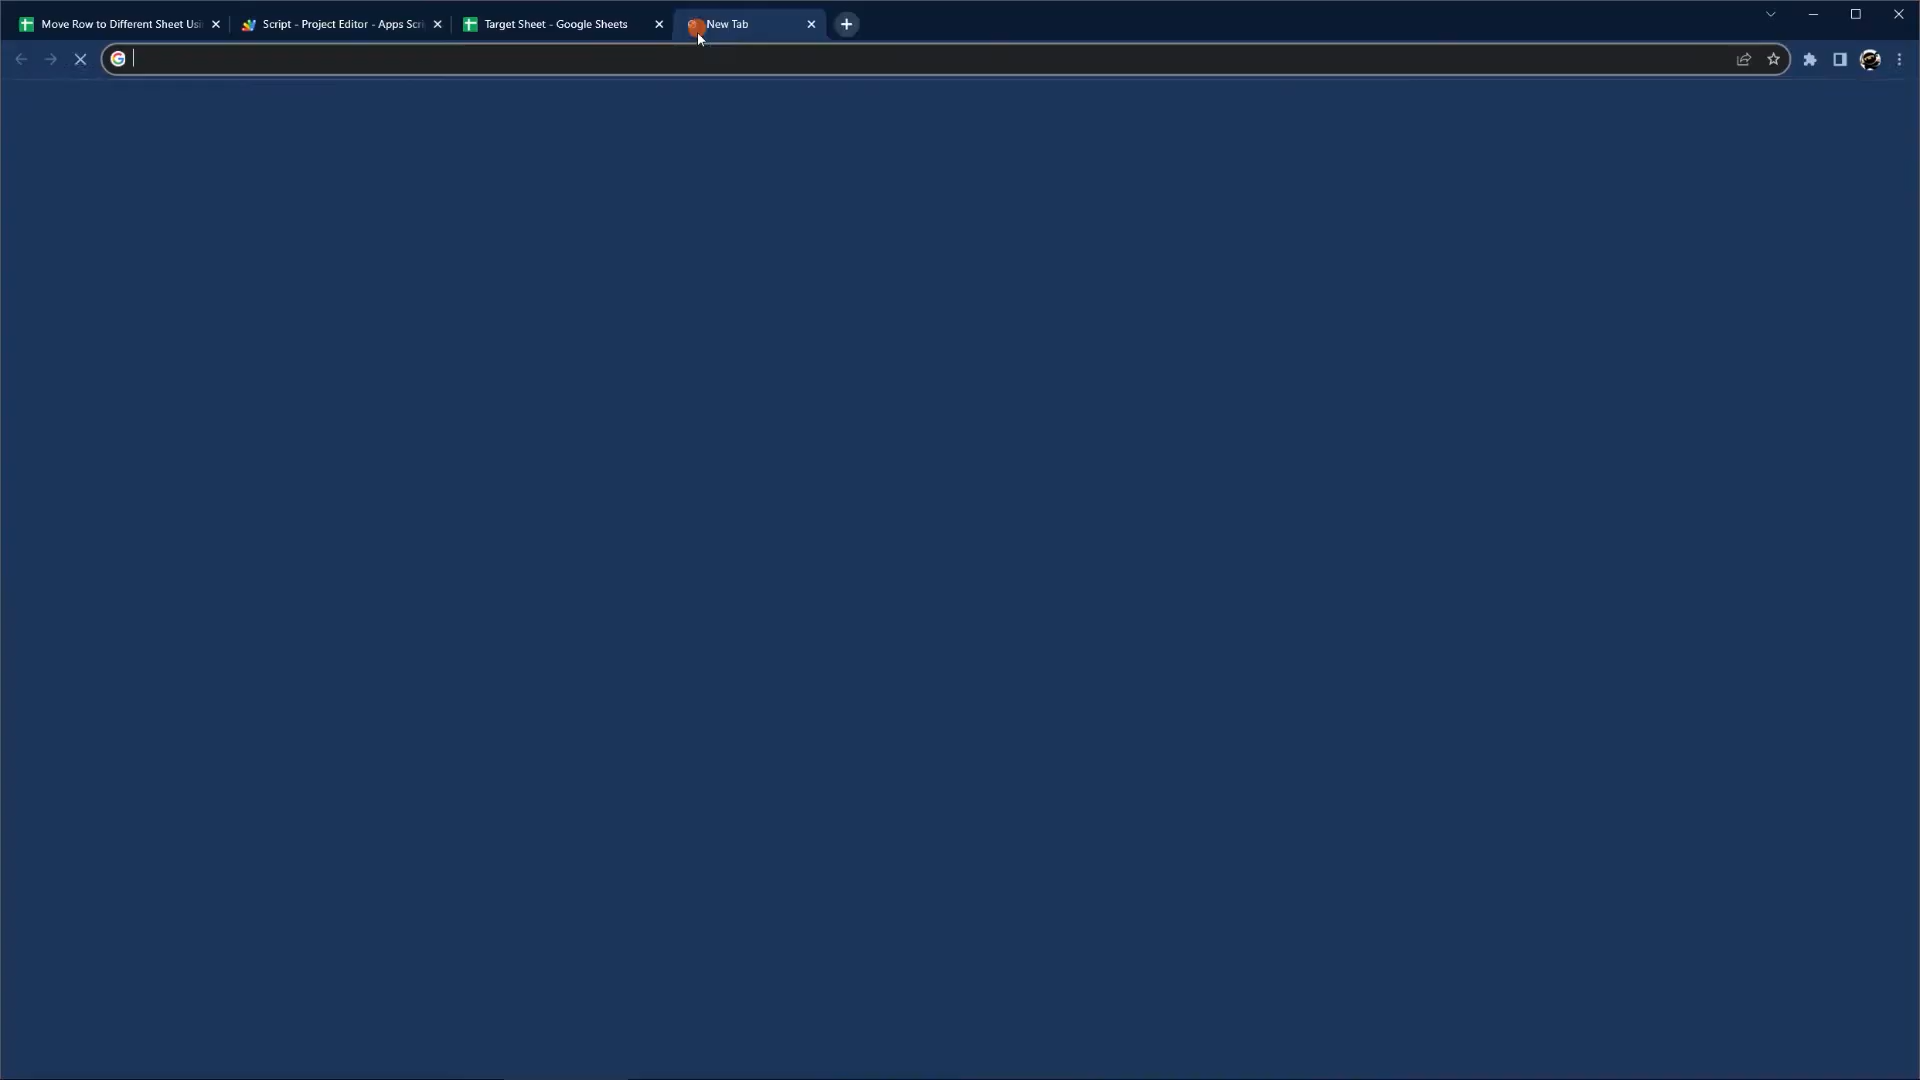 Move Row to Different Sheet Usi
Script - Project Editor - Apps Scri
Target Sheet - Google Sheets
New Tab